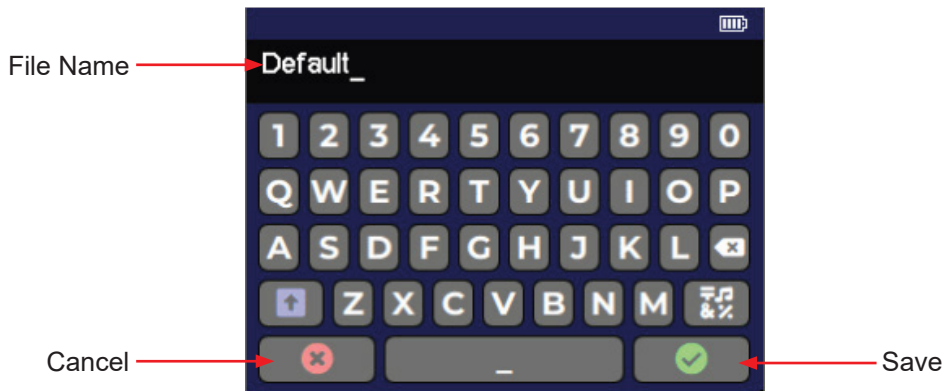 File Name
Default_
1 2 3 4 5 6 7 8 9 0
Q W E R T Y U I O P
A S D F G H J K L
Z X C V B N M
&%
Cancel
_
Save